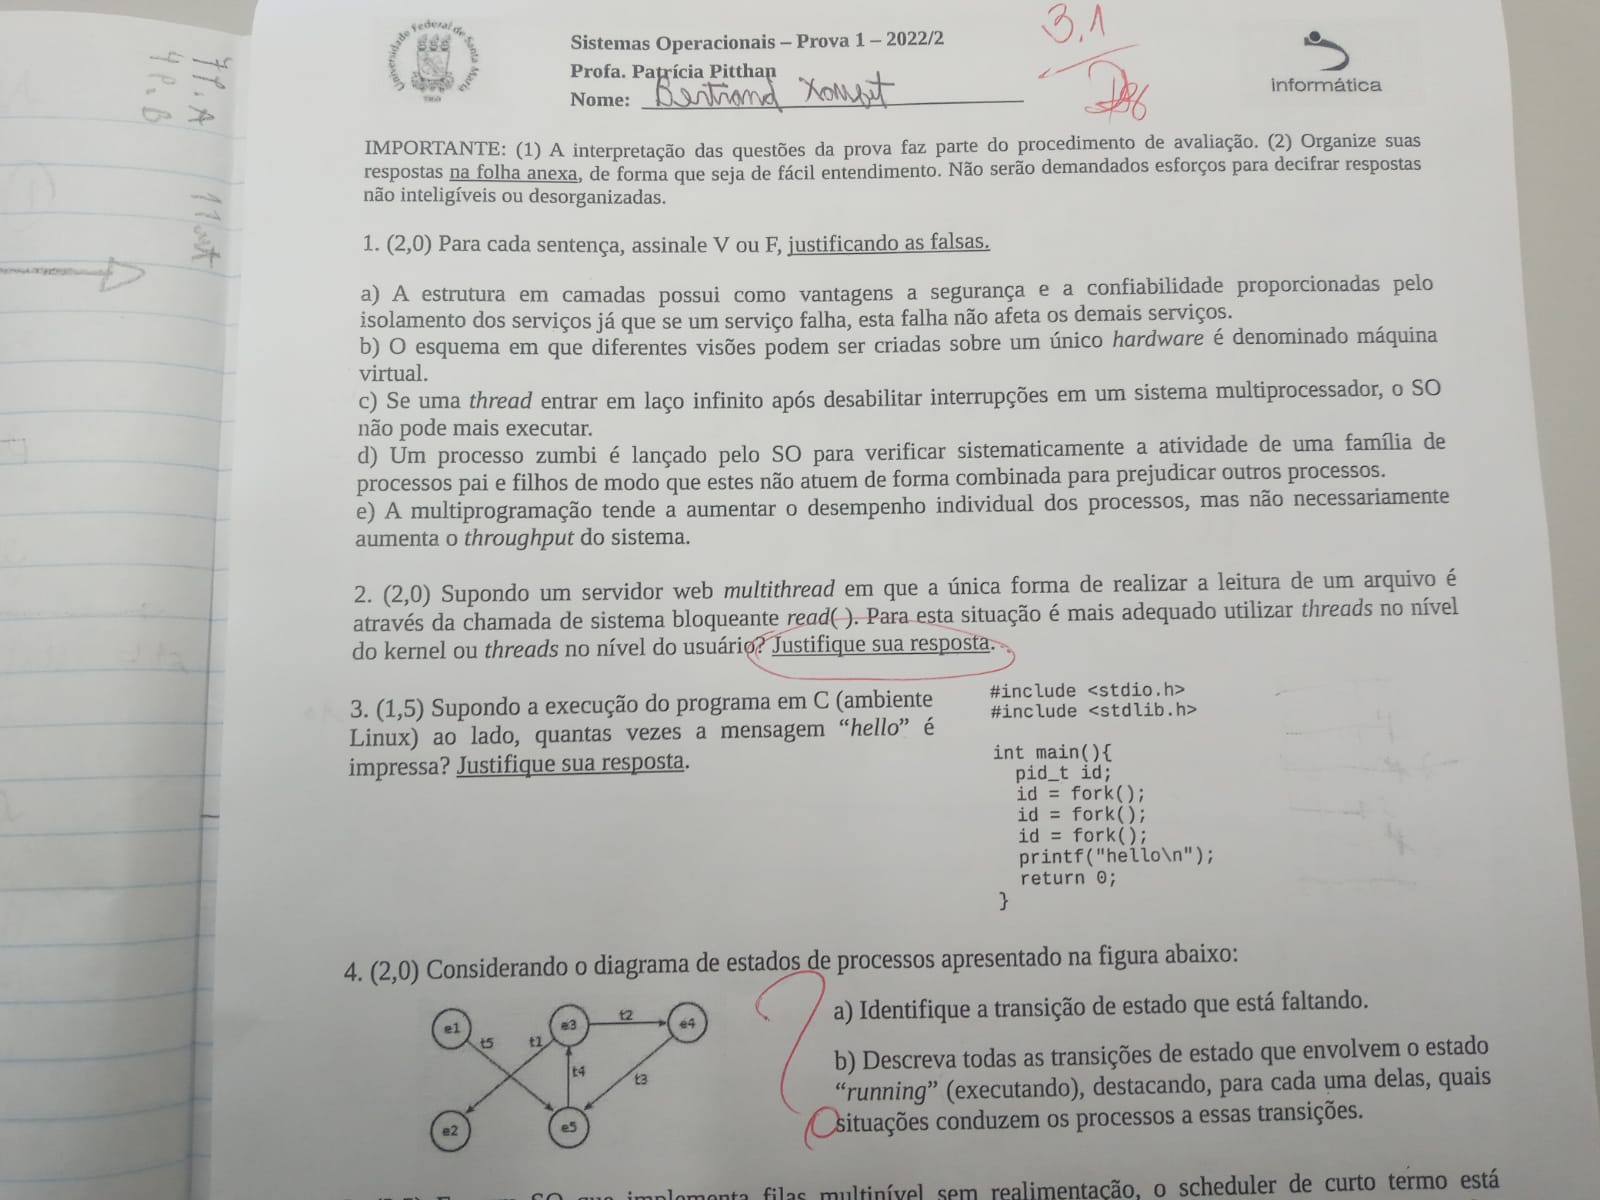 Universidade Federal de Santa Maria
1960
Sistemas Operacionais – Prova 1 – 2022/2
Profa. Patrícia Pitthan
Nome: Bertrand
3.1
informática
IMPORTANTE: (1) A interpretação das questões da prova faz parte do procedimento de avaliação. (2) Organize suas
respostas na folha anexa, de forma que seja de fácil entendimento. Não serão demandados esforços para decifrar respostas
não inteligíveis ou desorganizadas.
1. (2,0) Para cada sentença, assinale V ou F, justificando as falsas.
a) A estrutura em camadas possui como vantagens a segurança e a confiabilidade proporcionadas pelo
isolamento dos serviços já que se um serviço falha, esta falha não afeta os demais serviços.
b) O esquema em que diferentes visões podem ser criadas sobre um único hardware é denominado máquina
virtual.
c) Se uma thread entrar em laço infinito após desabilitar interrupções em um sistema multiprocessador, o SO
não pode mais executar.
d) Um processo zumbi é lançado pelo SO para verificar sistematicamente a atividade de uma família de
processos pai e filhos de modo que estes não atuem de forma combinada para prejudicar outros processos.
e) A multiprogramação tende a aumentar o desempenho individual dos processos, mas não necessariamente
aumenta o throughput do sistema.
2. (2,0) Supondo um servidor web multithread em que a única forma de realizar a leitura de um arquivo é
através da chamada de sistema bloqueante read( ). Para esta situação é mais adequado utilizar threads no nível
do kernel ou threads no nível do usuário? Justifique sua resposta.
3. (1,5) Supondo a execução do programa em C (ambiente
Linux) ao lado, quantas vezes a mensagem “hello” é
impressa? Justifique sua resposta.
#include <stdio.h>
#include <stdlib.h>
int main(){
pid_t id;
id = fork();
id = fork();
id = fork();
printf("hello\n");
return 0;
}
4. (2,0) Considerando o diagrama de estados de processos apresentado na figura abaixo:
e1 t5 t1 e3 t2 e4
t4 t3
e2 e5
?
a) Identifique a transição de estado que está faltando.
b) Descreva todas as transições de estado que envolvem o estado
“running” (executando), destacando, para cada uma delas, quais
situações conduzem os processos a essas transições.
SO que implementa filas multinível sem realimentação, o scheduler de curto termo está